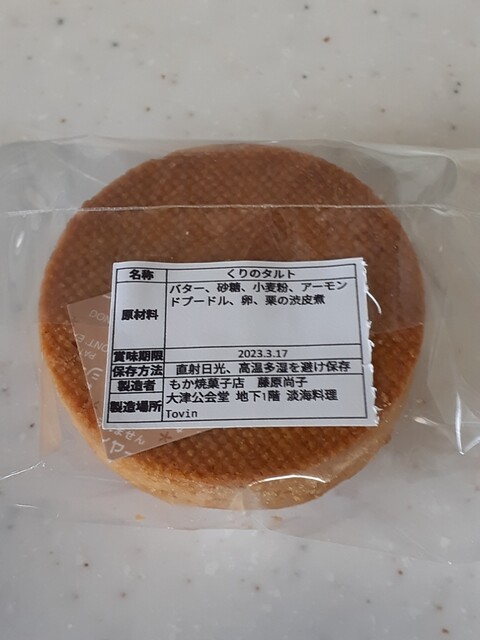 名称 くりのタルト
原材料 バター、砂糖、小麦粉、アーモン
ドプードル、卵、栗の渋皮煮
賞味期限 2023.3.17
保存方法 直射日光、高温多湿を避け保存
製造者 もか焼菓子店 藤原尚子
製造場所 大津公会堂 地下1階 淡海料理
Tovin
ません